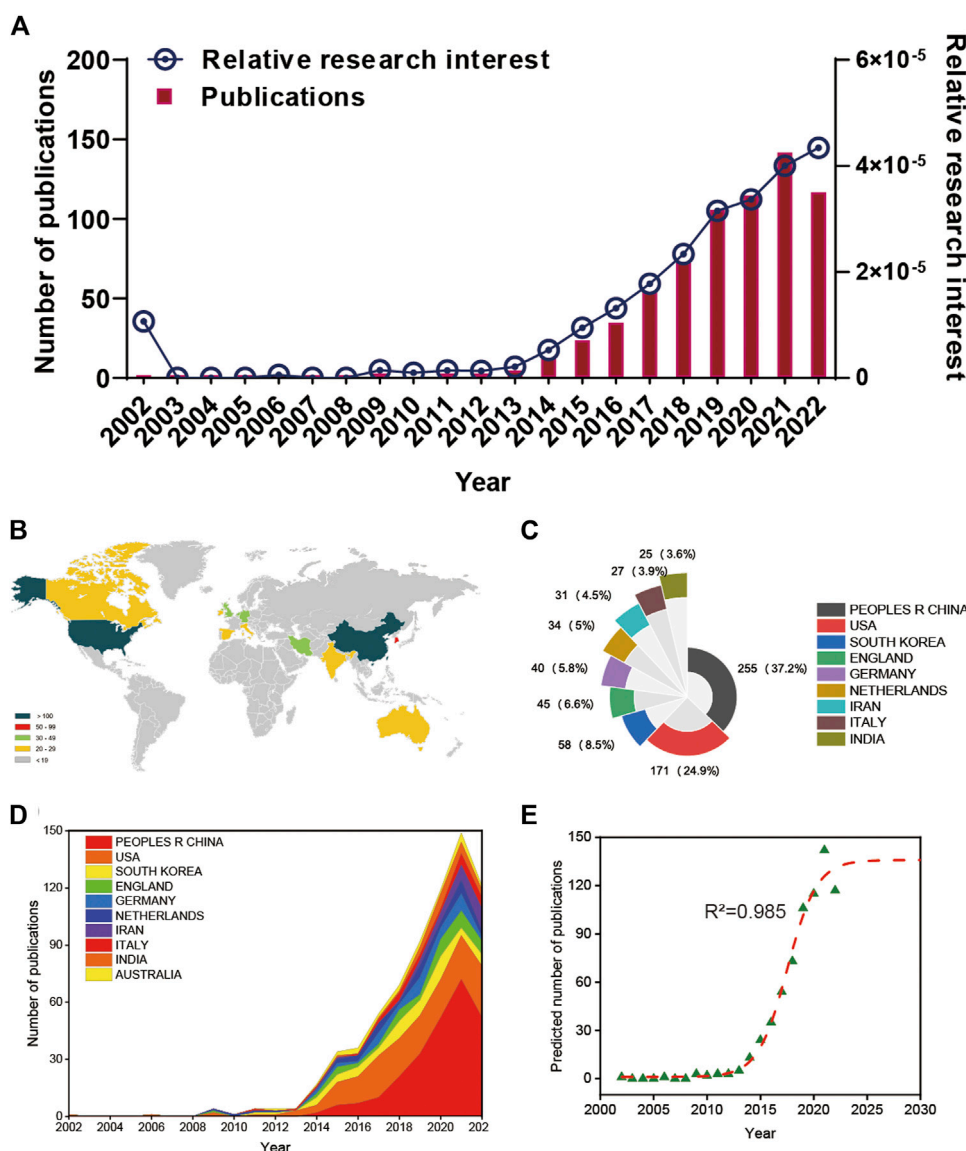 A
Relative research interest
Publications
Number of publications
200
150
100
50
0
6×10-5
4×10-5
2×10-5
0
Relative research interest
2002 2003 2004 2005 2006 2007 2008 2009 2010 2011 2012 2013 2014 2015 2016 2017 2018 2019 2020 2021 2022
Year
B
> 100
50 - 99
30 - 49
20 - 29
< 19
C
25 (3.6%)
27 (3.9%)
31 (4.5%)
34 (5%)
40 (5.8%)
45 (6.6%)
58 (8.5%)
171 (24.9%)
255 (37.2%)
PEOPLES R CHINA
USA
SOUTH KOREA
ENGLAND
GERMANY
NETHERLANDS
IRAN
ITALY
INDIA
D
Number of publications
150
120
90
60
30
0
PEOPLES R CHINA
USA
SOUTH KOREA
ENGLAND
GERMANY
NETHERLANDS
IRAN
ITALY
INDIA
AUSTRALIA
2002 2004 2006 2008 2010 2012 2014 2016 2018 2020 202
Year
E
Predicted number of publications
150
120
90
60
30
0
R²=0.985
2000 2005 2010 2015 2020 2025 2030
Year